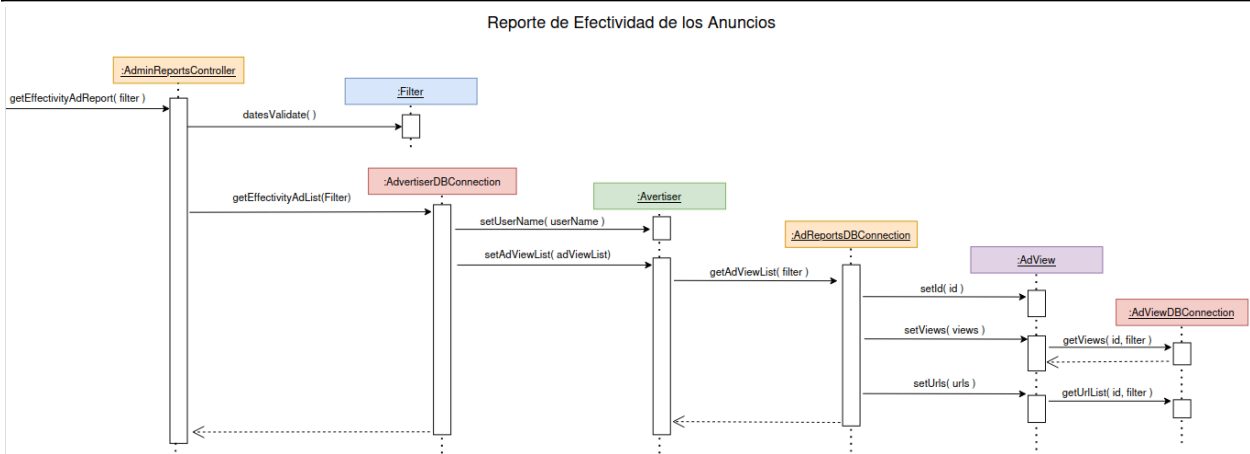 Reporte de Efectividad de los Anuncios
:AdminReportsController
getEffectivityAdReport( filter )
:Filter
datesValidate( )
:AdvertiserDBConnection
getEffectivityAdList(Filter)
:Avertiser
setUserName( userName )
:AdReportsDBConnection
setAdViewList( adViewList)
getAdViewList( filter )
:AdView
setId( id )
:AdViewDBConnection
setViews( views )
getViews( id, filter )
setUrls( urls )
getUrlList( id, filter )